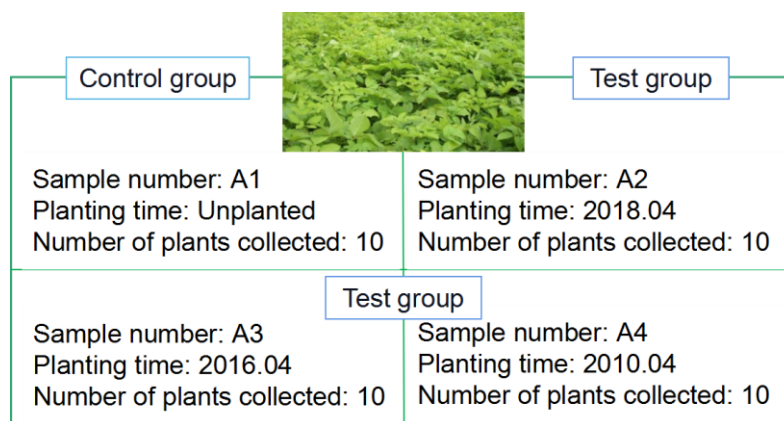 Control group
Test group
Sample number: A1
Planting time: Unplanted
Number of plants collected: 10
Sample number: A2
Planting time: 2018.04
Number of plants collected: 10
Test group
Sample number: A3
Planting time: 2016.04
Number of plants collected: 10
Sample number: A4
Planting time: 2010.04
Number of plants collected: 10